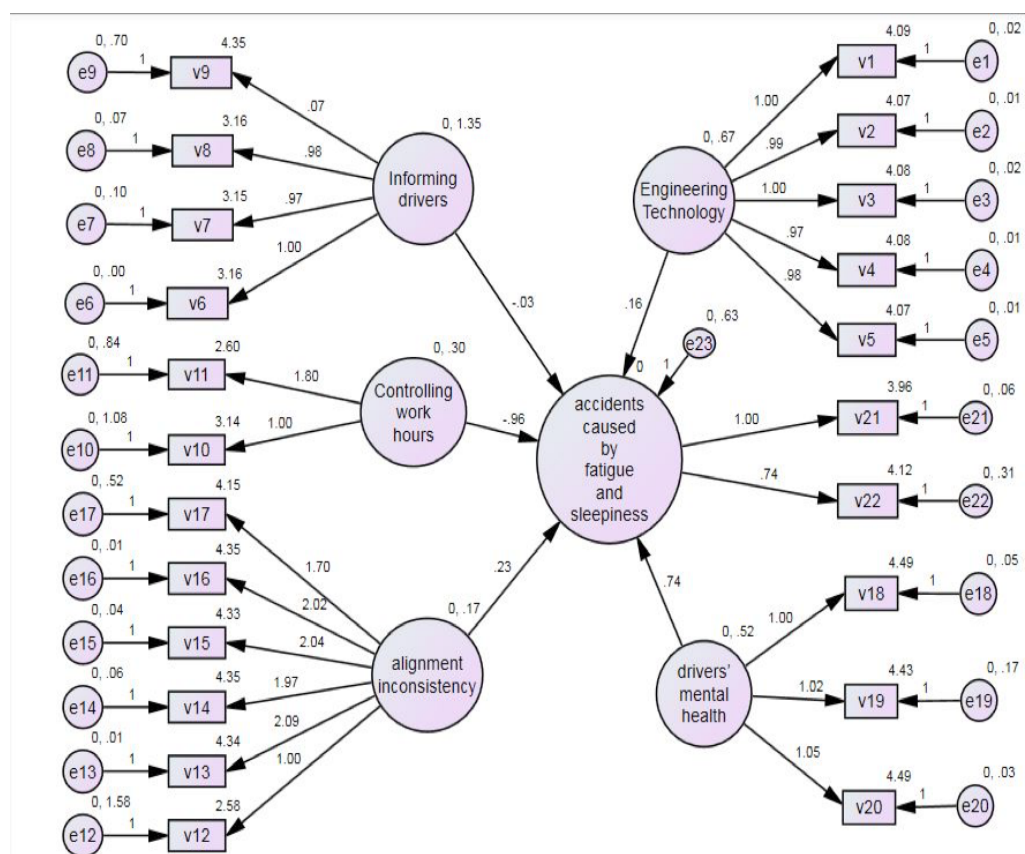 0, .70
4.35
e9
1
v9
.07
0, .07
3.16
e8
1
v8
.98
0, .10
3.15
e7
1
v7
.97
0, .00
3.16
e6
1
v6
1.00
0, 1.35
Informing
drivers
-.03
0, .84
2.60
e11
1
v11
1.80
0, 1.08
3.14
e10
1
v10
1.00
0, .30
Controlling
work
hours
-.96
0, .52
4.15
e17
1
v17
1.70
0, .01
4.35
e16
1
v16
2.02
0, .04
4.33
e15
1
v15
2.04
0, .06
4.35
e14
1
v14
1.97
0, .01
4.34
e13
1
v13
2.09
0, 1.58
2.58
e12
1
v12
1.00
0, .17
alignment
inconsistency
.23
0, .67
Engineering
Technology
.16
4.09
0, .02
1.00
v1
1
e1
4.07
0, .01
.99
v2
1
e2
4.08
0, .02
1.00
v3
1
e3
4.08
0, .01
.97
v4
1
e4
4.07
0, .01
.98
v5
1
e5
0, .63
e23
1
0
accidents
caused
by
fatigue
and
sleepiness
3.96
0, .06
1.00
v21
1
e21
4.12
0, .31
.74
v22
1
e22
.74
0, .52
drivers'
mental
health
4.49
0, .05
1.00
v18
1
e18
4.43
0, .17
1.02
v19
1
e19
4.49
0, .03
1.05
v20
1
e20